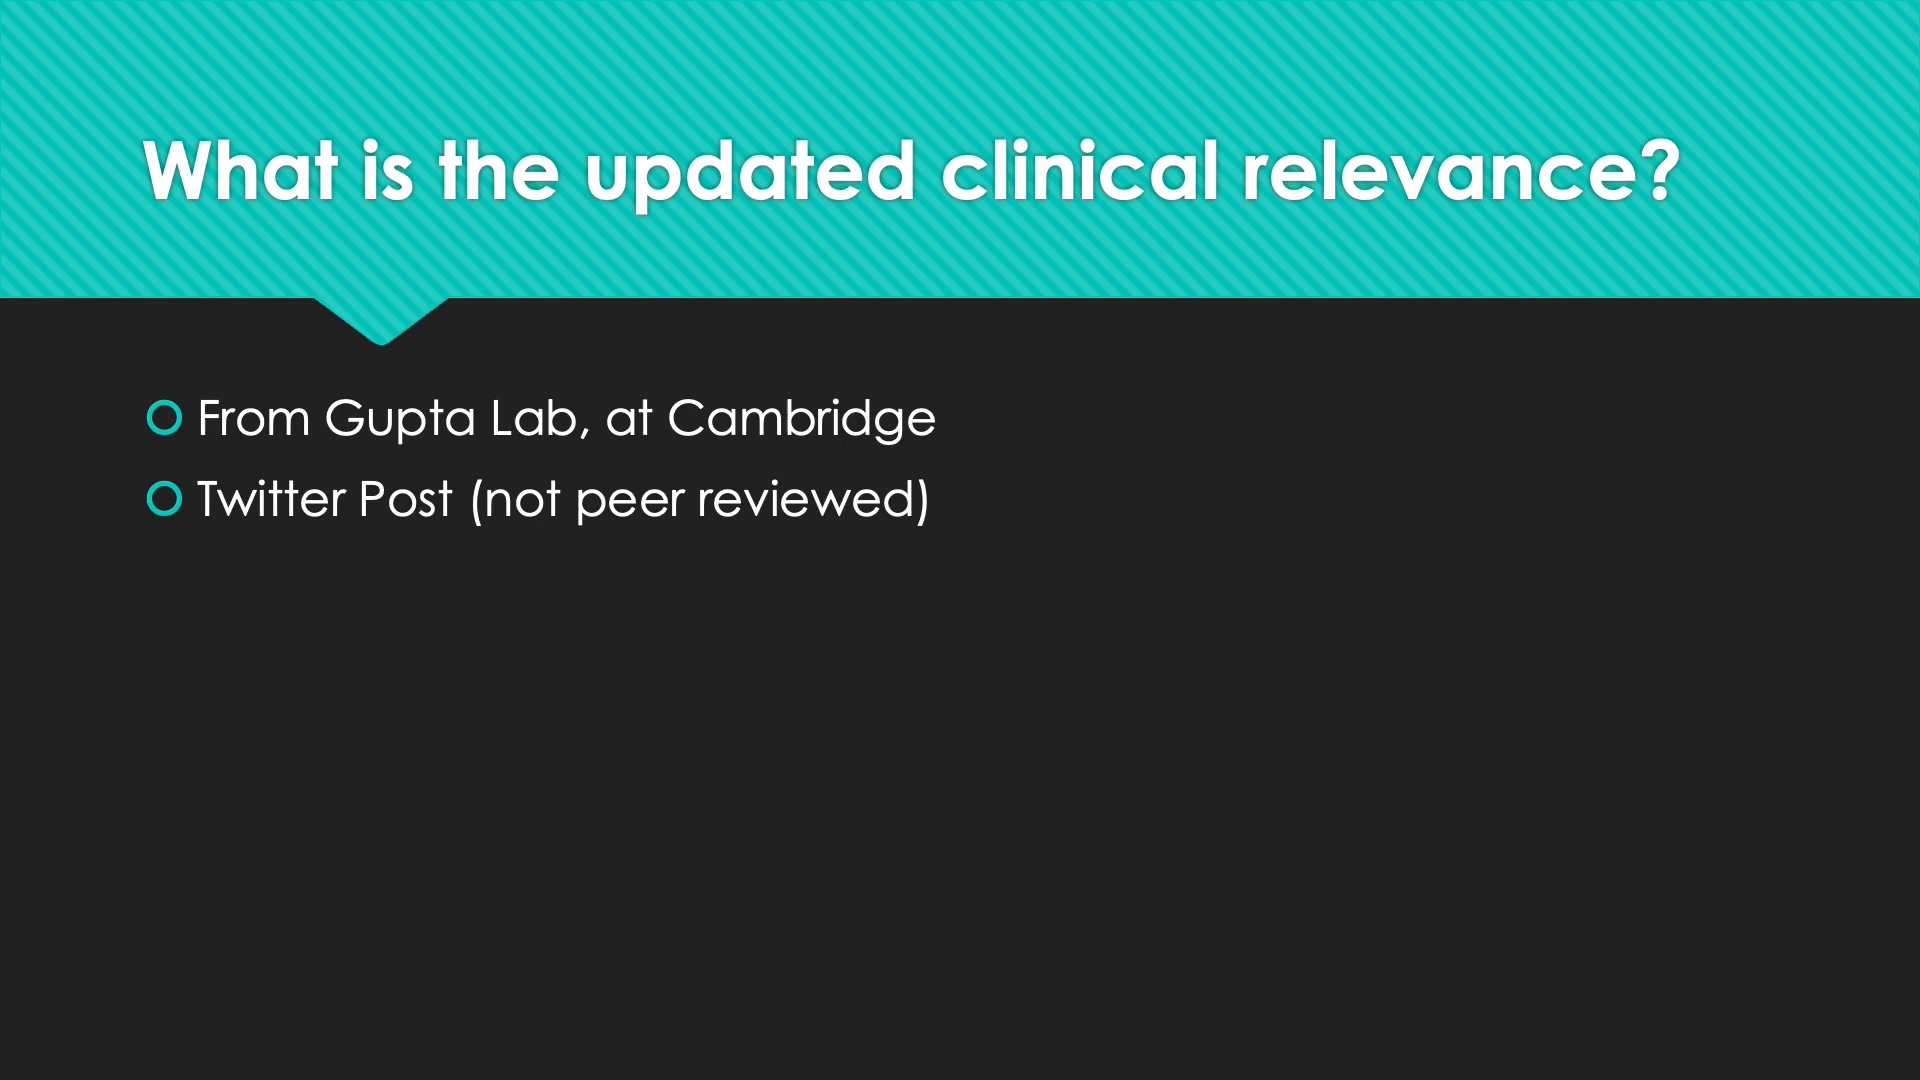 What is the updated clinical relevance?
From Gupta Lab, at Cambridge
Twitter Post (not peer reviewed)